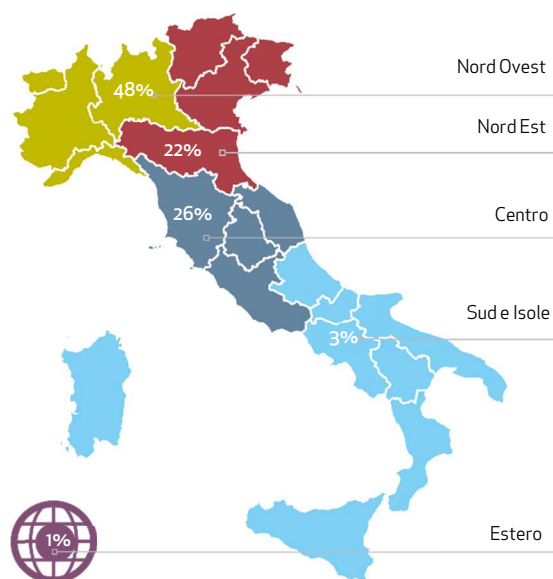 48% Nord Ovest
22% Nord Est
26% Centro
3% Sud e Isole
1% Estero